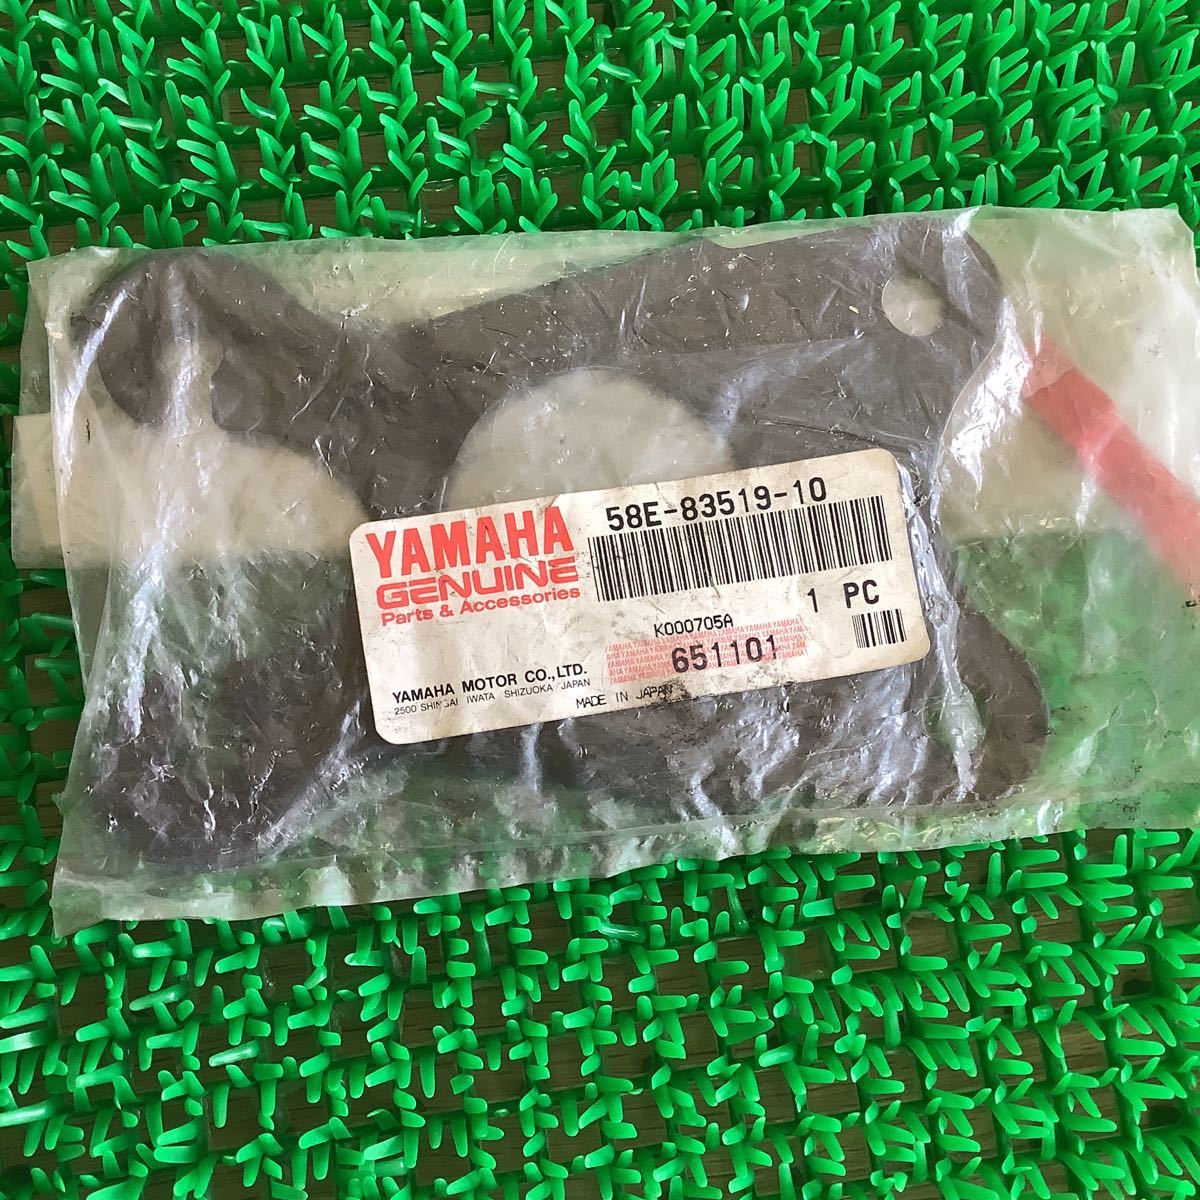 YAMAHA
GENUINE
Parts & Accessories
58E-83519-10
1 PC
K000705A
651101
YAMAHA MOTOR CO.,LTD.
2500 SHINGAI IWATA SHIZUOKA JAPAN
MADE IN JAPAN